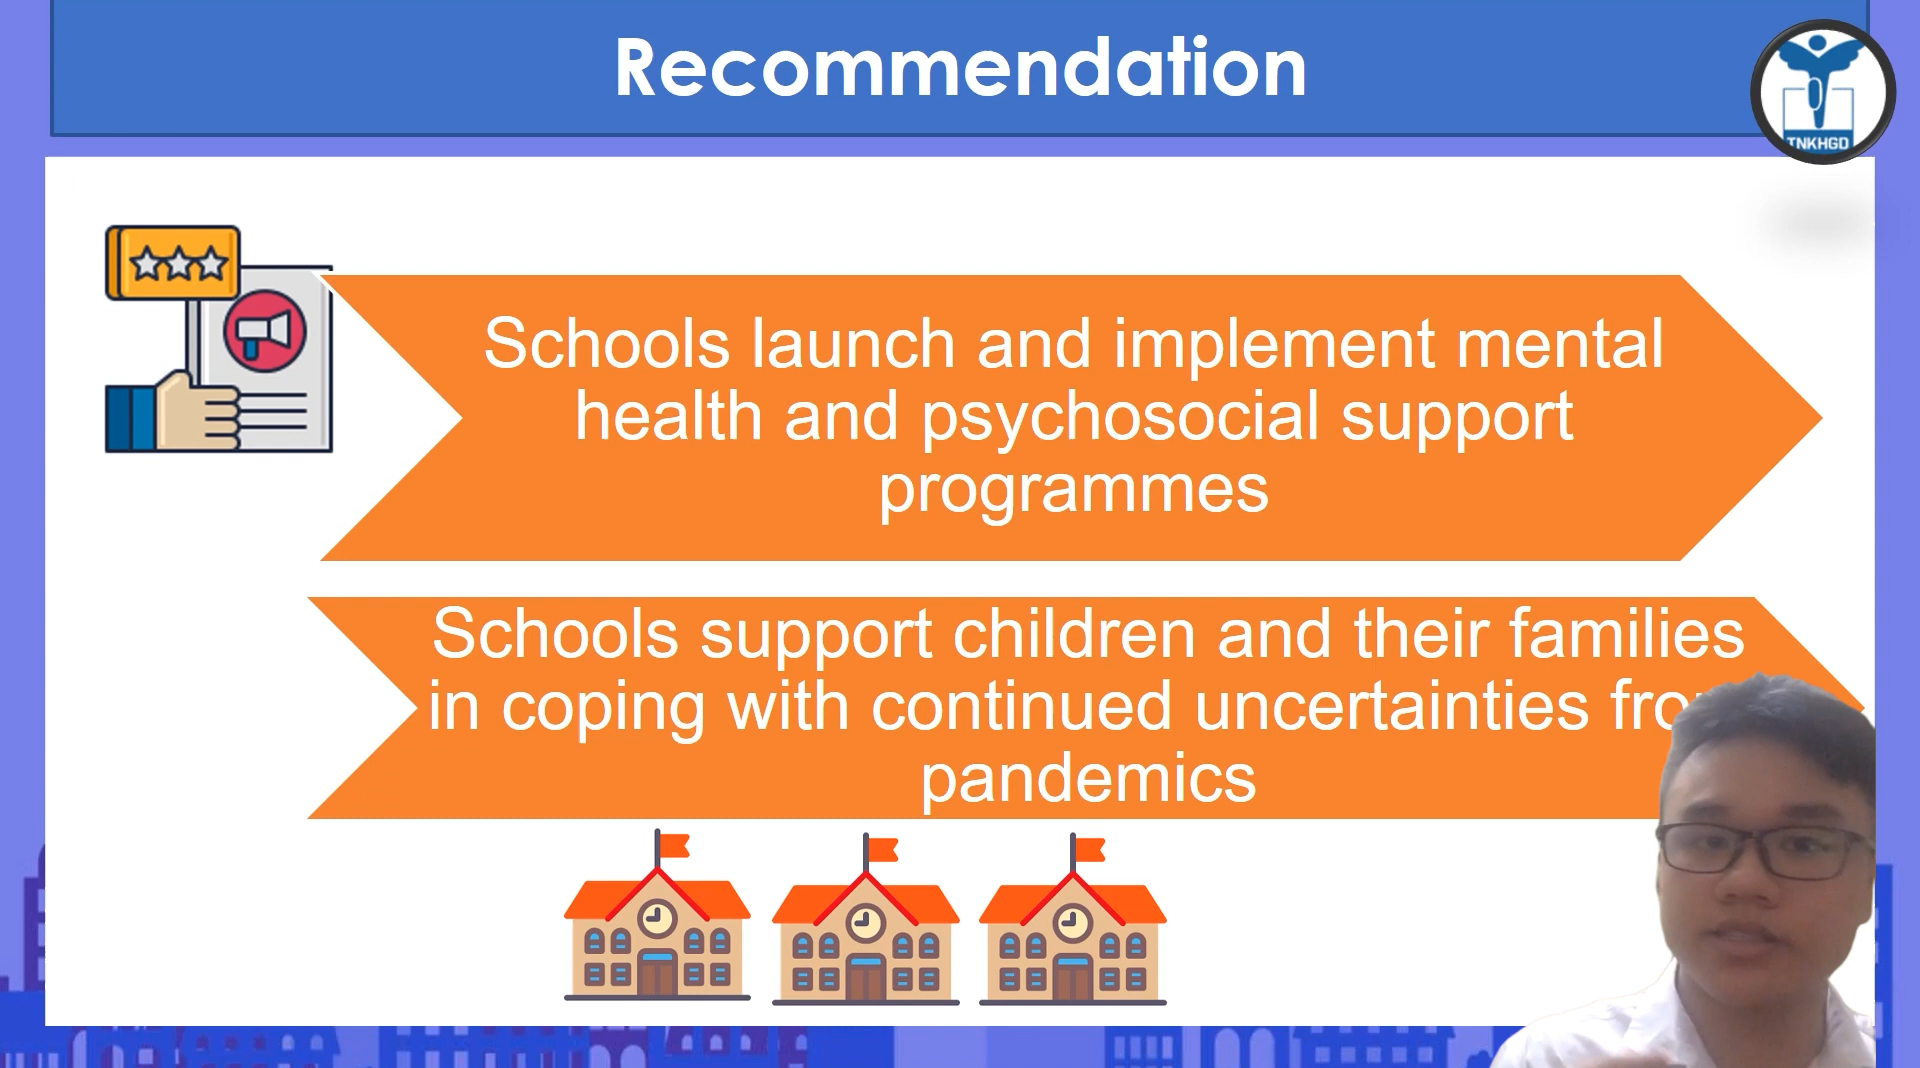 Recommendation
TNKHGD
Schools launch and implement mental
health and psychosocial support
programmes
Schools support children and their families
in coping with continued uncertainties
pandemics